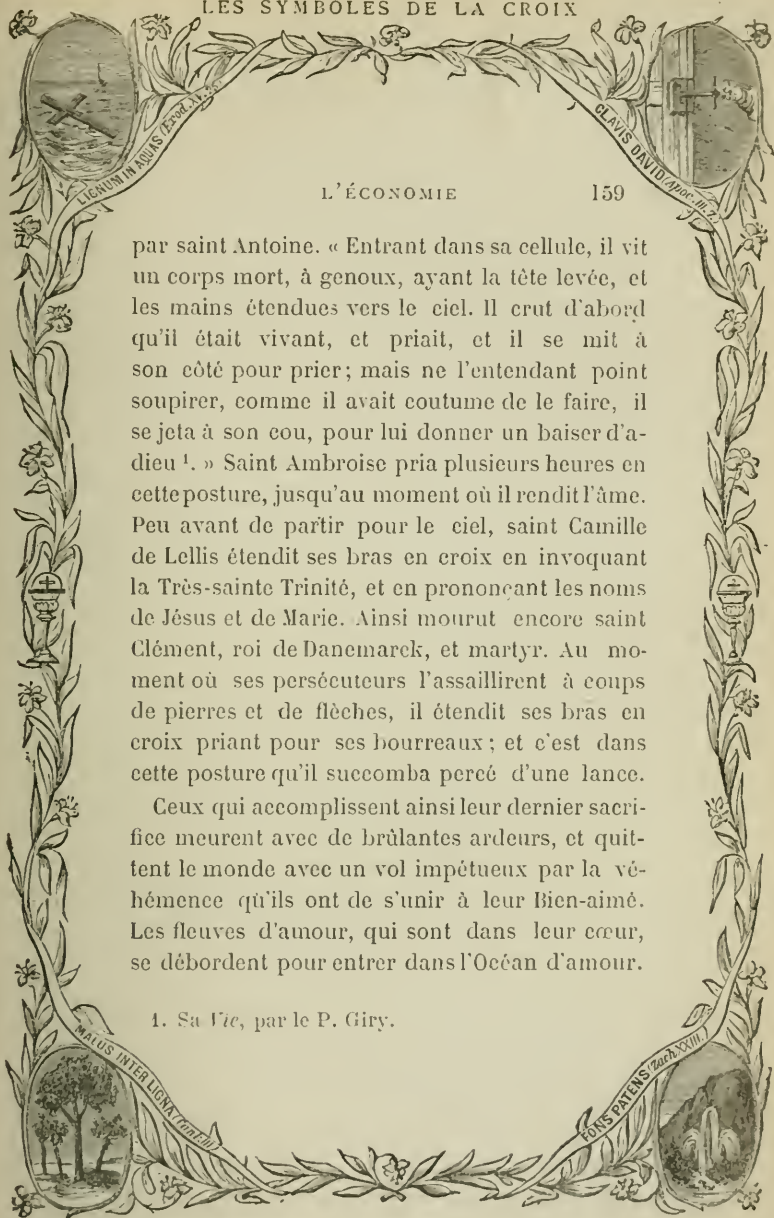 LES SYMBOLES DE LA CROIX
LIGNUM IN AQUAS (Exod. XV.
CLAVIS DAVID (Apoc. III.
L'ÉCONOMIE 159
par saint Antoine. « Entrant dans sa cellule, il vit
un corps mort, à genoux, ayant la tête levée, et
les mains étendues vers le ciel. Il crut d'abord
qu'il était vivant, et priait, et il se mit à
son côté pour prier; mais ne l'entendant point
soupirer, comme il avait coutume de le faire, il
se jeta à son cou, pour lui donner un baiser d'a-
dieu ¹. » Saint Ambroise pria plusieurs heures en
cette posture, jusqu'au moment où il rendit l'âme.
Peu avant de partir pour le ciel, saint Camille
de Lellis étendit ses bras en croix en invoquant
la Très-sainte Trinité, et en prononçant les noms
de Jésus et de Marie. Ainsi mourut encore saint
Clément, roi de Danemarck, et martyr. Au mo-
ment où ses persécuteurs l'assaillirent à coups
de pierres et de flèches, il étendit ses bras en
croix priant pour ses bourreaux; et c'est dans
cette posture qu'il succomba percé d'une lance.
Ceux qui accomplissent ainsi leur dernier sacri-
fice meurent avec de brûlantes ardeurs, et quit-
tent le monde avec un vol impétueux par la vé-
hémence qu'ils ont de s'unir à leur Bien-aimé.
Les fleuves d'amour, qui sont dans leur cœur,
se débordent pour entrer dans l'Océan d'amour.
1. Sa Vie, par le P. Giry.
MALUS INTER LIGNA
FONS PATENS (Zach. XXIII.)